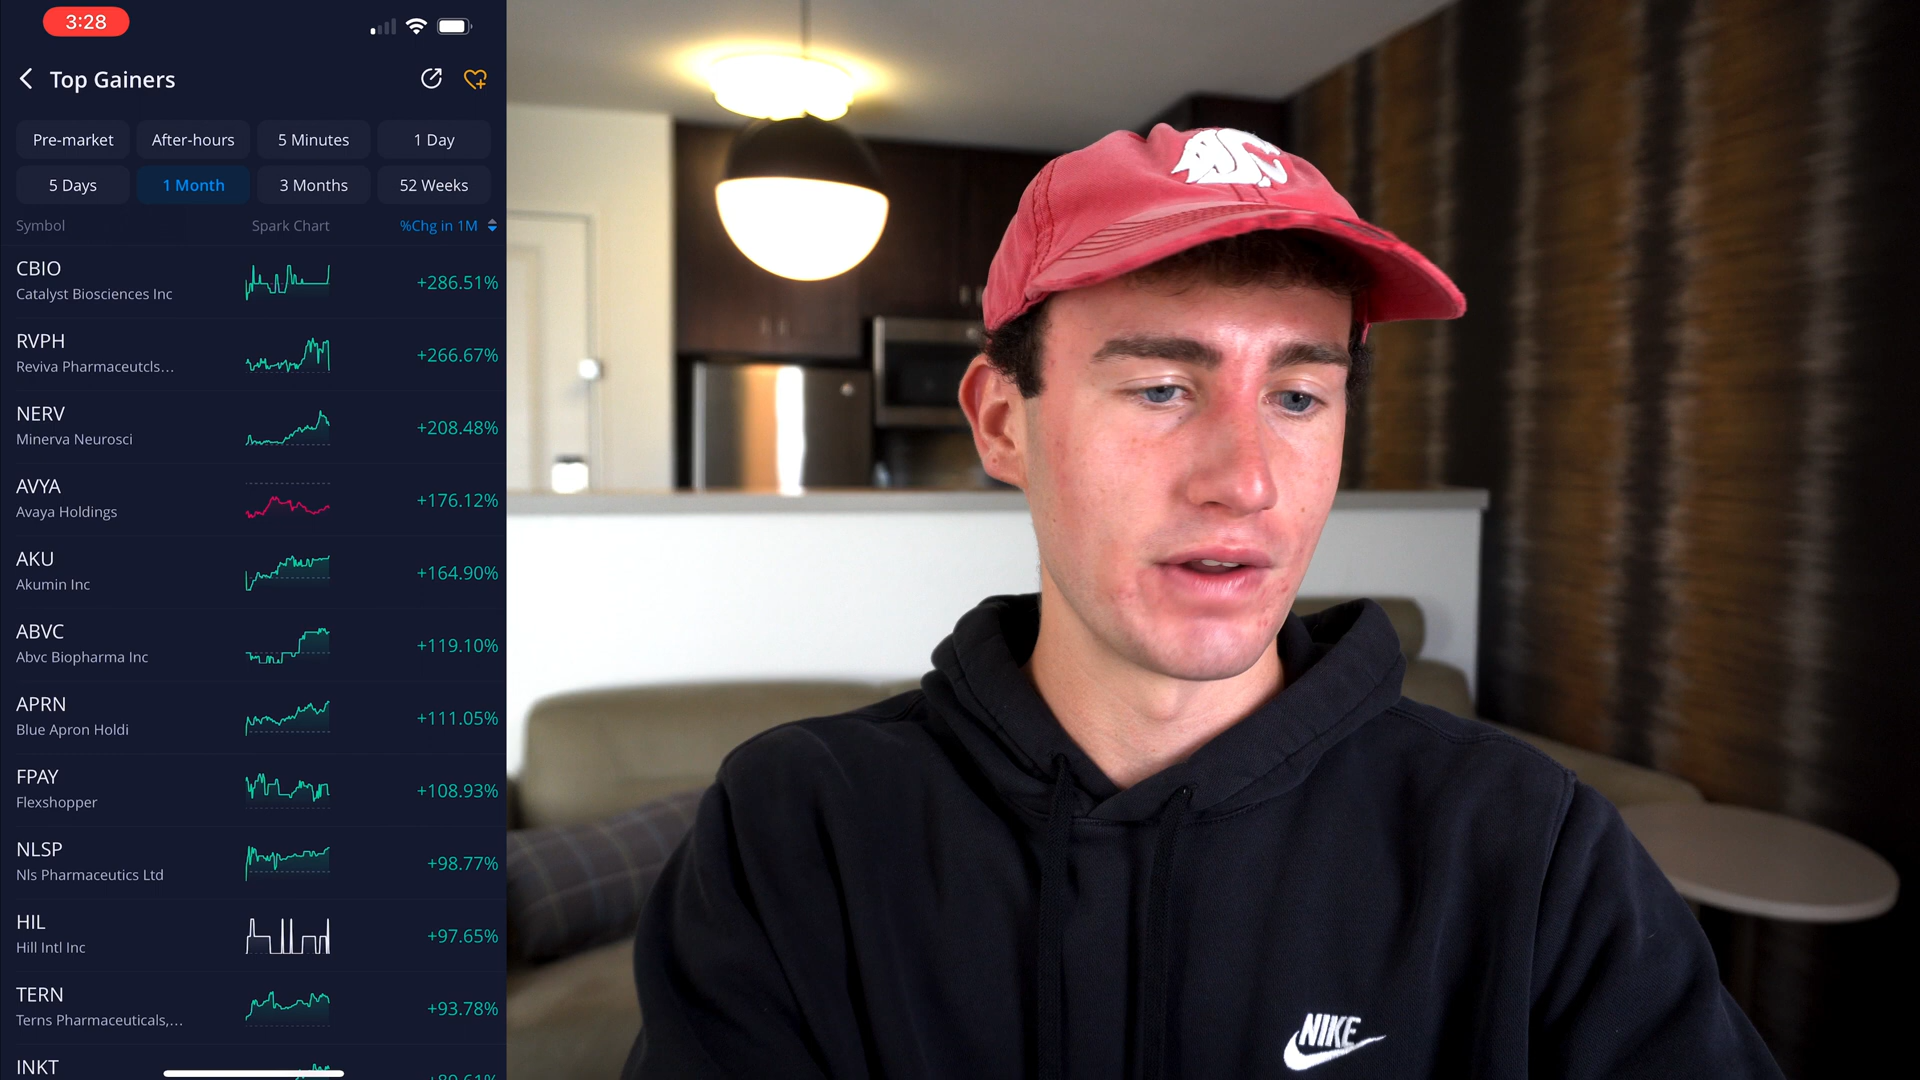 3:28
Top Gainers
Pre-market After-hours 5 Minutes 1 Day
5 Days 1 Month 3 Months 52 Weeks
Symbol Spark Chart %Chg in 1M
CBIO
Catalyst Biosciences Inc
+286.51%
RVPH
Reviva Pharmaceutcls...
+266.67%
NERV
Minerva Neurosci
+208.48%
AVYA
Avaya Holdings
+176.12%
AKU
Akumin Inc
+164.90%
ABVC
Abvc Biopharma Inc
+119.10%
APRN
Blue Apron Holdi
+111.05%
FPAY
Flexshopper
+108.93%
NLSP
Nls Pharmaceutics Ltd
+98.77%
HIL
Hill Intl Inc
+97.65%
TERN
Terns Pharmaceuticals,...
+93.78%
INKT
NIKE